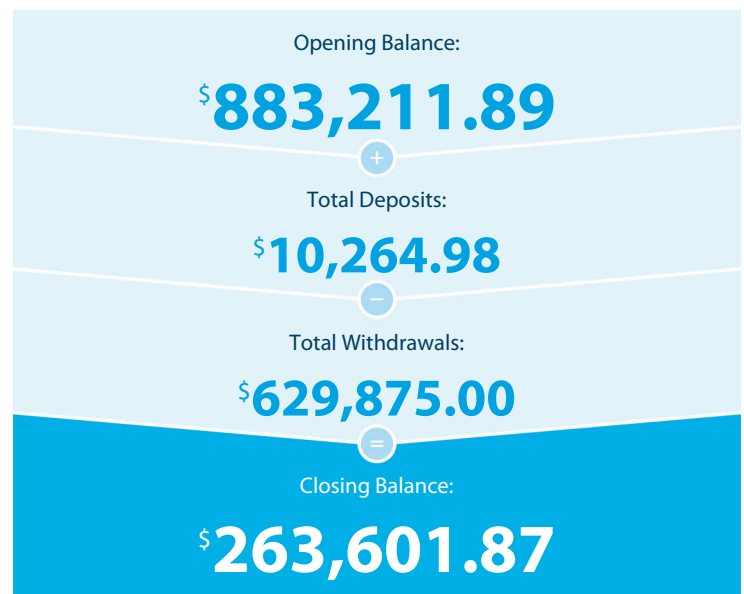 Opening Balance:
$883,211.89
+
Total Deposits:
$10,264.98
−
Total Withdrawals:
$629,875.00
=
Closing Balance:
$263,601.87